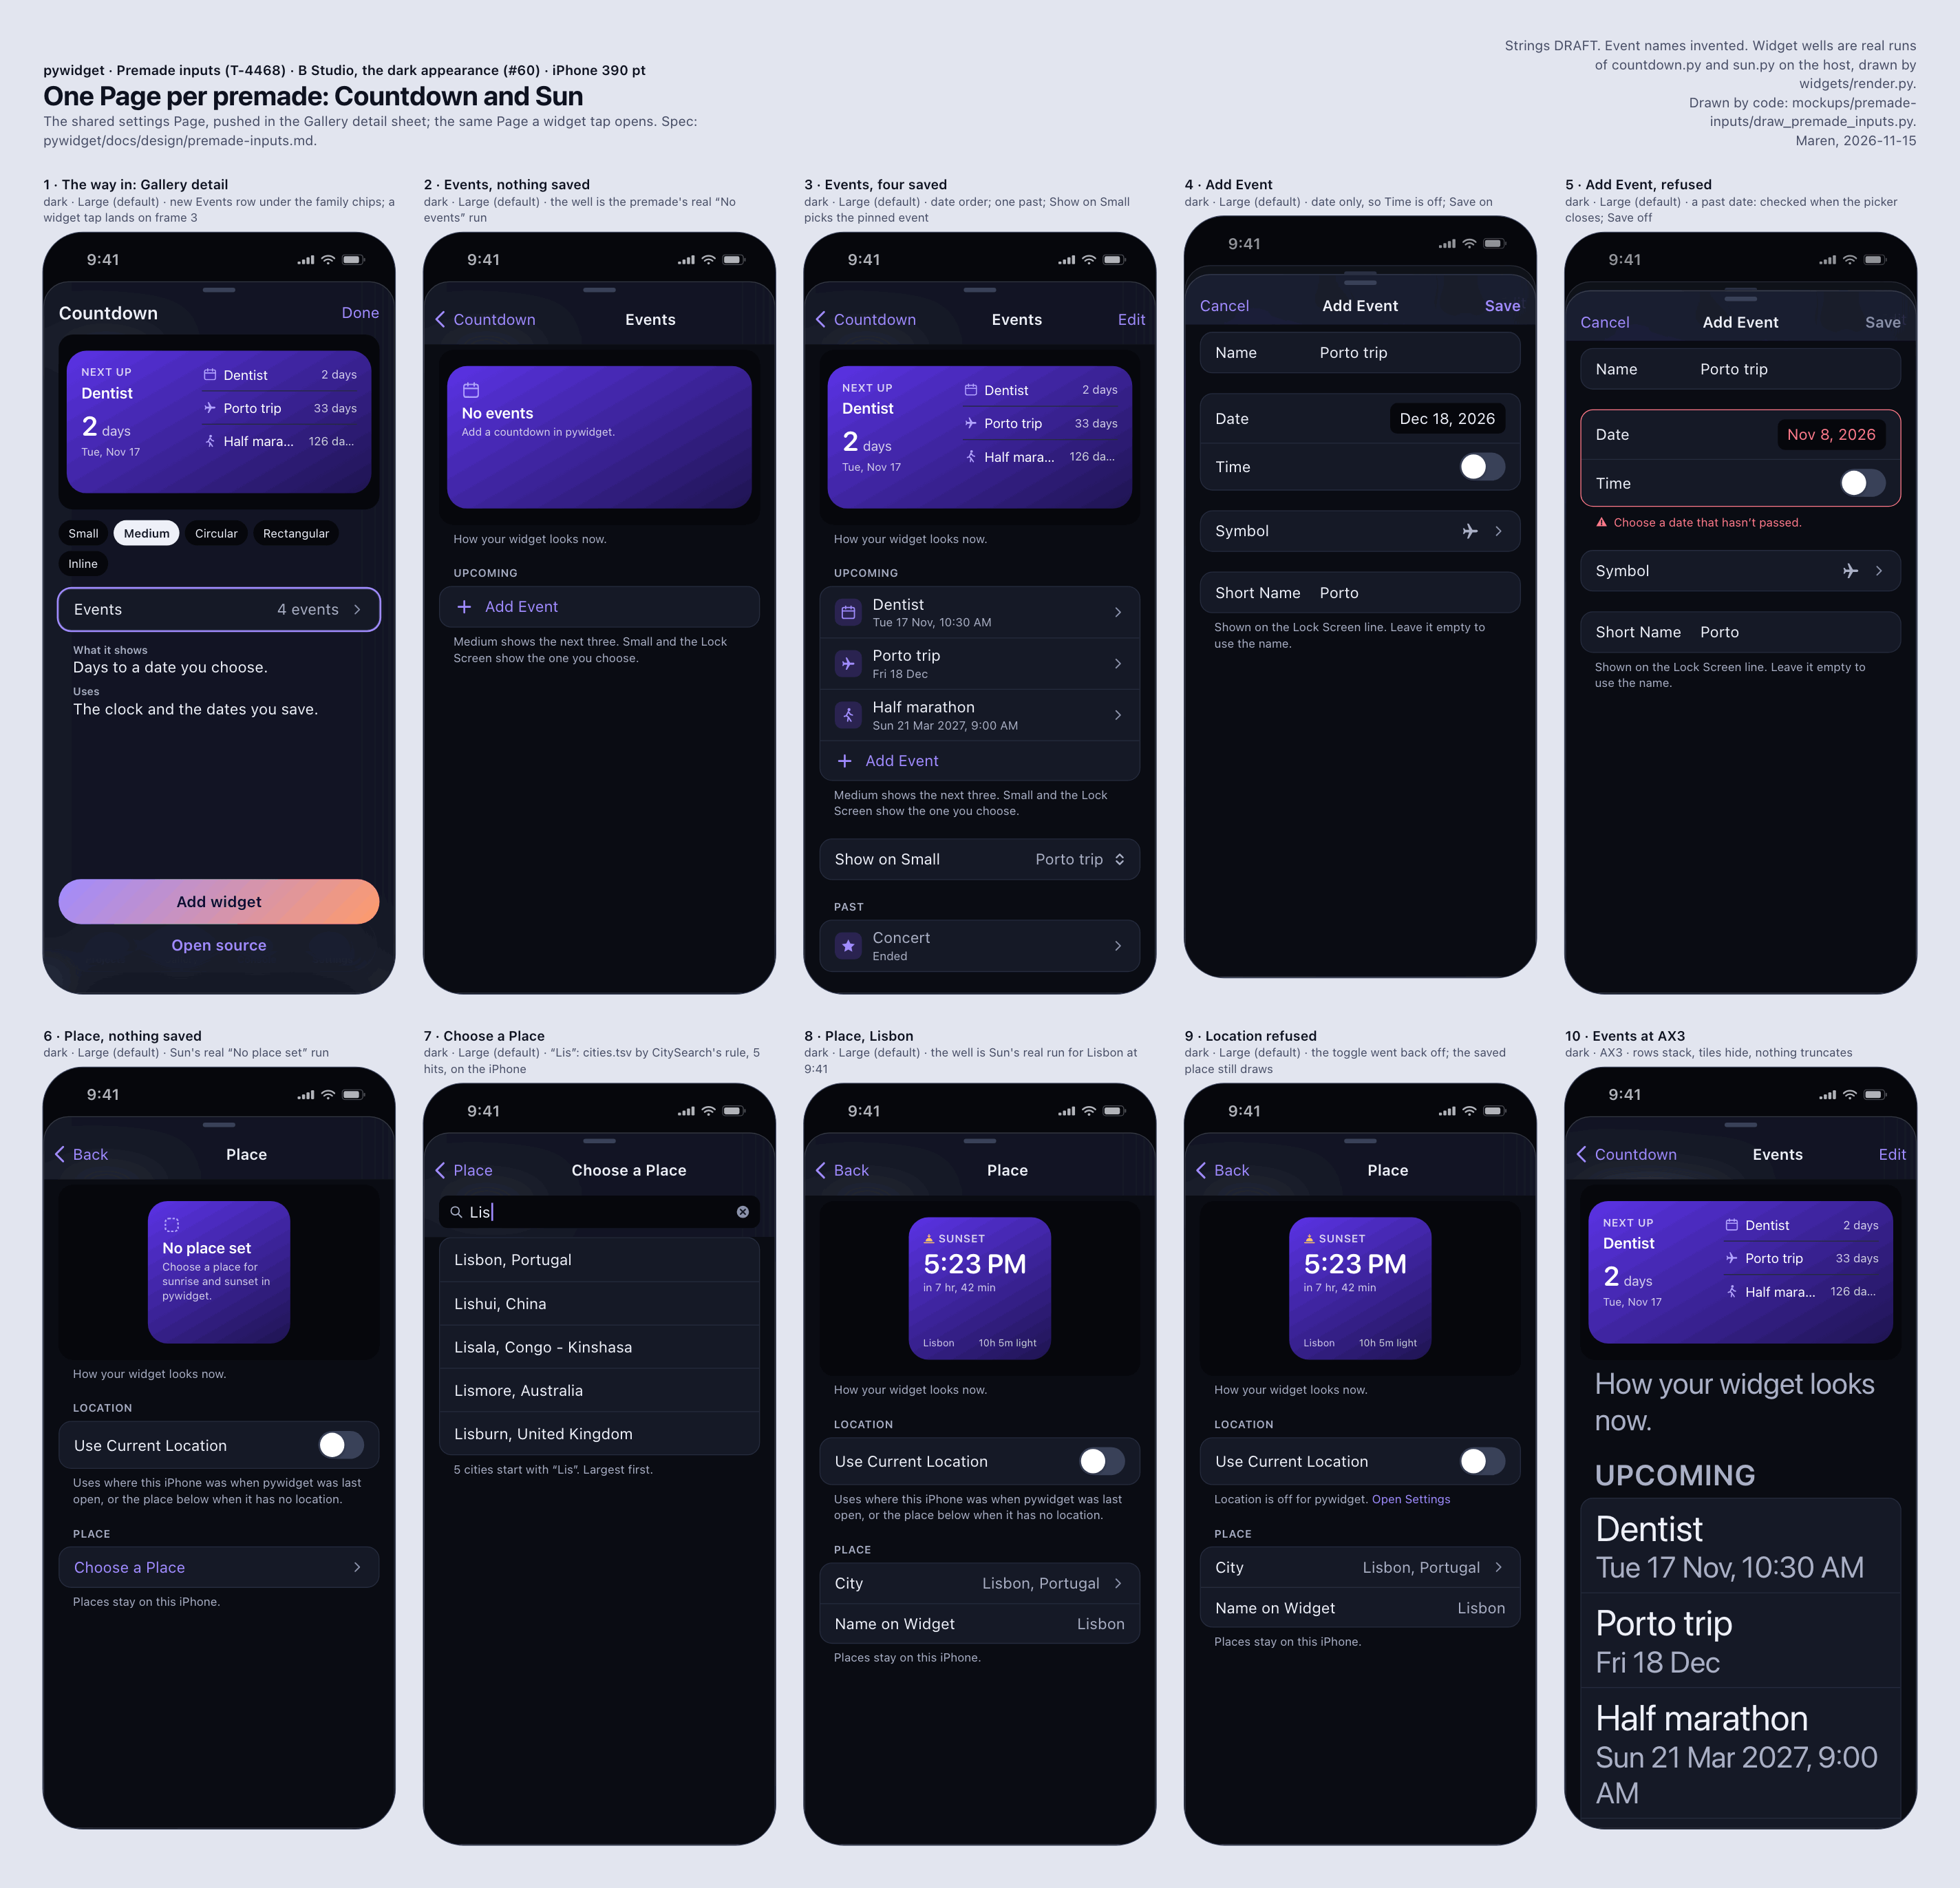 pywidget · Premade inputs (T-4468) · B Studio, the dark appearance (#60) · iPhone 390 pt
One Page per premade: Countdown and Sun
The shared settings Page, pushed in the Gallery detail sheet; the same Page a widget tap opens. Spec:
pywidget/docs/design/premade-inputs.md.
Strings DRAFT. Event names invented. Widget wells are real runs
of countdown.py and sun.py on the host, drawn by
widgets/render.py.
Drawn by code: mockups/premade-
inputs/draw_premade_inputs.py.
Maren, 2026-11-15
1 · The way in: Gallery detail
dark · Large (default) · new Events row under the family chips; a
widget tap lands on frame 3
9:41
Countdown
Done
NEXT UP
Dentist
2 days
Tue, Nov 17
Dentist 2 days
Porto trip 33 days
Half mara... 126 da...
Small
Medium
Circular
Rectangular
Inline
Events 4 events
What it shows
Days to a date you choose.
Uses
The clock and the dates you save.
Add widget
Open source
2 · Events, nothing saved
dark · Large (default) · the well is the premade's real “No
events” run
9:41
Countdown
Events
No events
Add a countdown in pywidget.
How your widget looks now.
UPCOMING
Add Event
Medium shows the next three. Small and the Lock
Screen show the one you choose.
3 · Events, four saved
dark · Large (default) · date order; one past; Show on Small
picks the pinned event
9:41
Countdown
Events
Edit
NEXT UP
Dentist
2 days
Tue, Nov 17
Dentist 2 days
Porto trip 33 days
Half mara... 126 da...
How your widget looks now.
UPCOMING
Dentist
Tue 17 Nov, 10:30 AM
Porto trip
Fri 18 Dec
Half marathon
Sun 21 Mar 2027, 9:00 AM
Add Event
Medium shows the next three. Small and the Lock
Screen show the one you choose.
Show on Small Porto trip
PAST
Concert
Ended
4 · Add Event
dark · Large (default) · date only, so Time is off; Save on
9:41
Cancel
Add Event
Save
Name Porto trip
Date Dec 18, 2026
Time
Symbol
Short Name Porto
Shown on the Lock Screen line. Leave it empty to
use the name.
5 · Add Event, refused
dark · Large (default) · a past date: checked when the picker
closes; Save off
9:41
Cancel
Add Event
Save
Name Porto trip
Date Nov 8, 2026
Time
Choose a date that hasn’t passed.
Symbol
Short Name Porto
Shown on the Lock Screen line. Leave it empty to
use the name.
6 · Place, nothing saved
dark · Large (default) · Sun's real “No place set” run
9:41
Back
Place
No place set
Choose a place for
sunrise and sunset in
pywidget.
How your widget looks now.
LOCATION
Use Current Location
Uses where this iPhone was when pywidget was last
open, or the place below when it has no location.
PLACE
Choose a Place
Places stay on this iPhone.
7 · Choose a Place
dark · Large (default) · “Lis”: cities.tsv by CitySearch's rule, 5
hits, on the iPhone
9:41
Place
Choose a Place
Lis
Lisbon, Portugal
Lishui, China
Lisala, Congo - Kinshasa
Lismore, Australia
Lisburn, United Kingdom
5 cities start with “Lis”. Largest first.
8 · Place, Lisbon
dark · Large (default) · the well is Sun's real run for Lisbon at
9:41
9:41
Back
Place
SUNSET
5:23 PM
in 7 hr, 42 min
Lisbon 10h 5m light
How your widget looks now.
LOCATION
Use Current Location
Uses where this iPhone was when pywidget was last
open, or the place below when it has no location.
PLACE
City Lisbon, Portugal
Name on Widget Lisbon
Places stay on this iPhone.
9 · Location refused
dark · Large (default) · the toggle went back off; the saved
place still draws
9:41
Back
Place
SUNSET
5:23 PM
in 7 hr, 42 min
Lisbon 10h 5m light
How your widget looks now.
LOCATION
Use Current Location
Location is off for pywidget. Open Settings
PLACE
City Lisbon, Portugal
Name on Widget Lisbon
Places stay on this iPhone.
10 · Events at AX3
dark · AX3 · rows stack, tiles hide, nothing truncates
9:41
Countdown
Events
Edit
NEXT UP
Dentist
2 days
Tue, Nov 17
Dentist 2 days
Porto trip 33 days
Half mara... 126 da...
How your widget looks
now.
UPCOMING
Dentist
Tue 17 Nov, 10:30 AM
Porto trip
Fri 18 Dec
Half marathon
Sun 21 Mar 2027, 9:00
AM